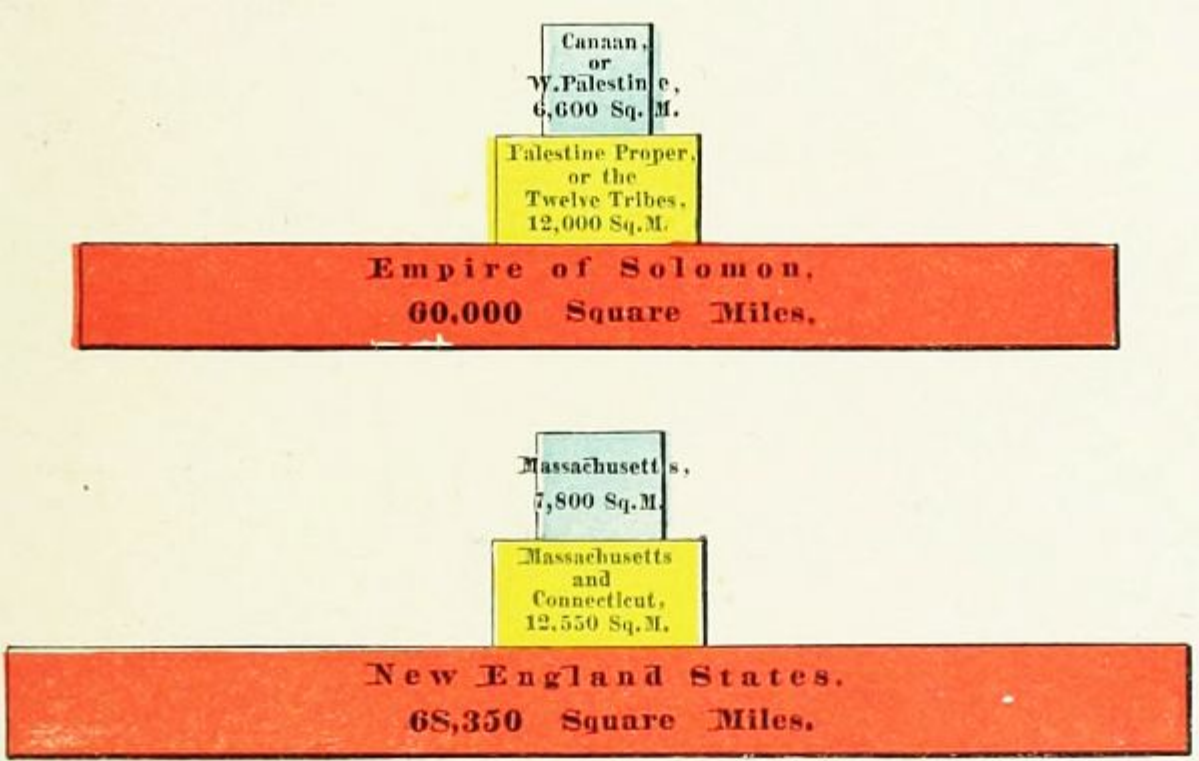 Canaan,
or
W.Palestine,
6,600 Sq. M.
Palestine Proper,
or the
Twelve Tribes,
12,000 Sq.M.
Empire of Solomon.
60,000 Square Miles.
Massachusetts,
7,800 Sq.M.
Massachusetts
and
Connecticut,
12,550 Sq.M.
New England States.
68,350 Square Miles.